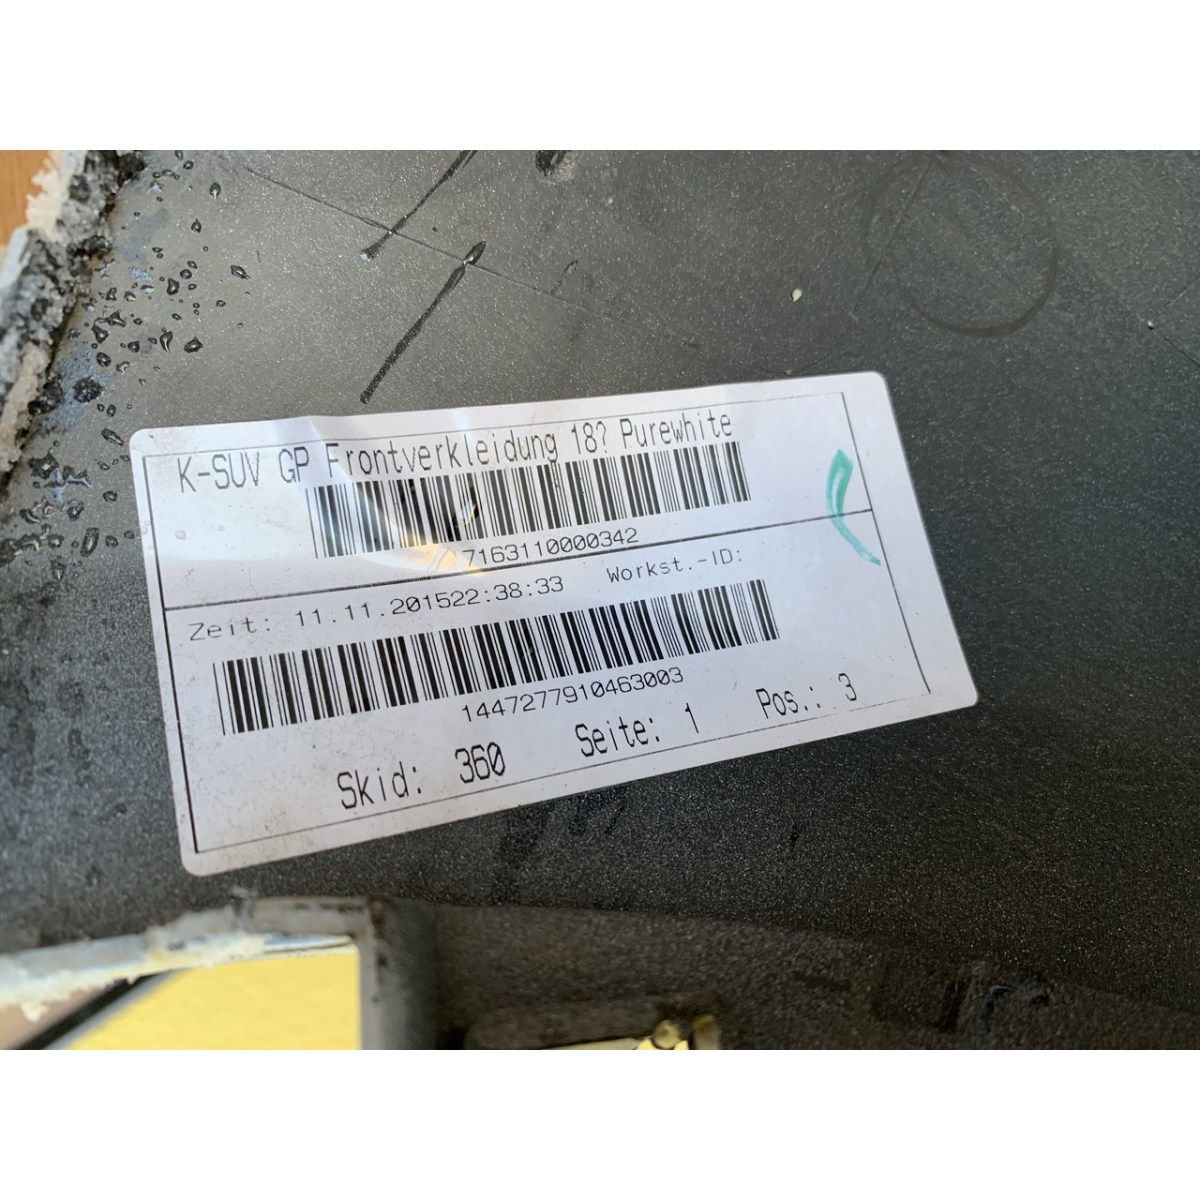 K-SUV GP Frontverkleidung 18? Purewhite
7163110000342
Zeit: 11.11.201522:38:33 Workst.-ID:
1447277910463003
Skid: 360 Seite: 1 Pos.: 3